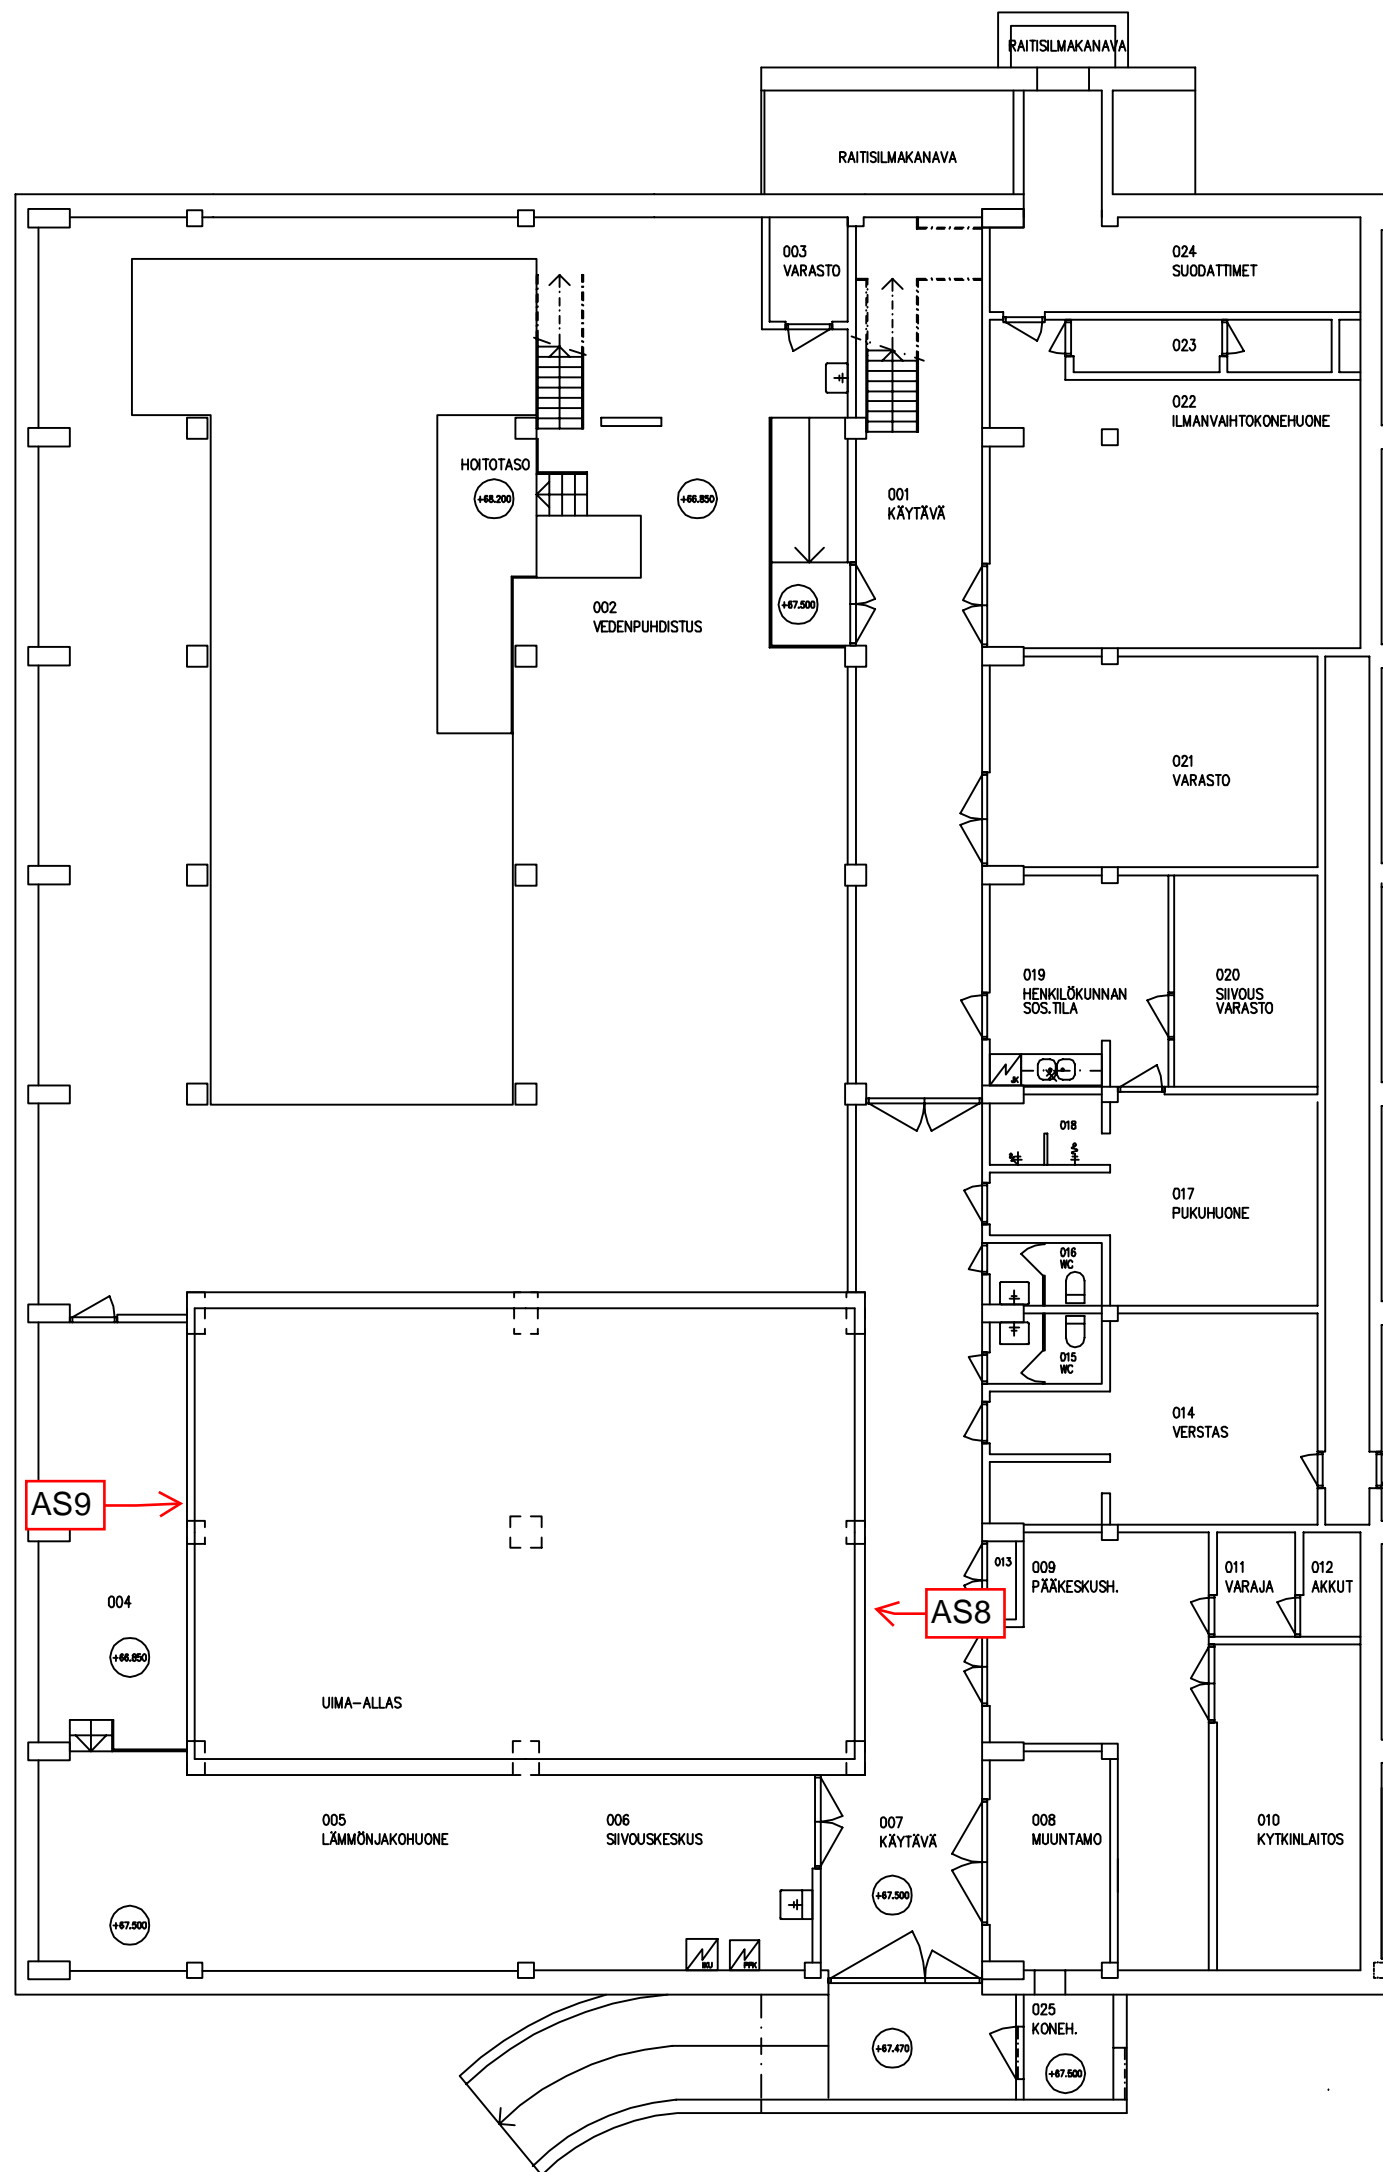 RAITISILMAKANAVA
RAITISILMAKANAVA
003
VARASTO
024
SUODATTIMET
023
022
ILMANVAIHTOKONEHUONE
HOITOTASO
+68.200
+66.850
001
KÄYTÄVÄ
002
VEDENPUHDISTUS
+67.500
021
VARASTO
019
HENKILÖKUNNAN
SOS.TILA
020
SIIVOUS
VARASTO
JK
018
017
PUKUHUONE
016
WC
015
WC
014
VERSTAS
AS9
013
009
PÄÄKESKUSH.
011
VARAJA
012
AKKUT
004
AS8
+66.850
UIMA-ALLAS
005
LÄMMÖNJAKOHUONE
006
SIIVOUSKESKUS
007
KÄYTÄVÄ
008
MUUNTAMO
010
KYTKINLAITOS
+67.500
+67.500
PPK
025
KONEH.
+67.470
+67.500